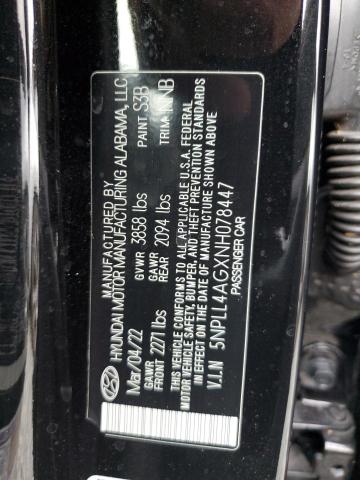 MANUFACTURED BY
HYUNDAI MOTOR MANUFACTURING ALABAMA, LLC
Mar/04/22 GVWR 3858 lbs PAINT S3B
GAWR FRONT 2271 lbs GAWR REAR 2094 lbs TRIM NNB
THIS VEHICLE CONFORMS TO ALL APPLICABLE U.S.A. FEDERAL
MOTOR VEHICLE SAFETY, BUMPER, AND THEFT PREVENTION STANDARDS
IN EFFECT ON THE DATE OF MANUFACTURE SHOWN ABOVE.
V.I.N 5NPLL4AGXNH078447
PASSENGER CAR